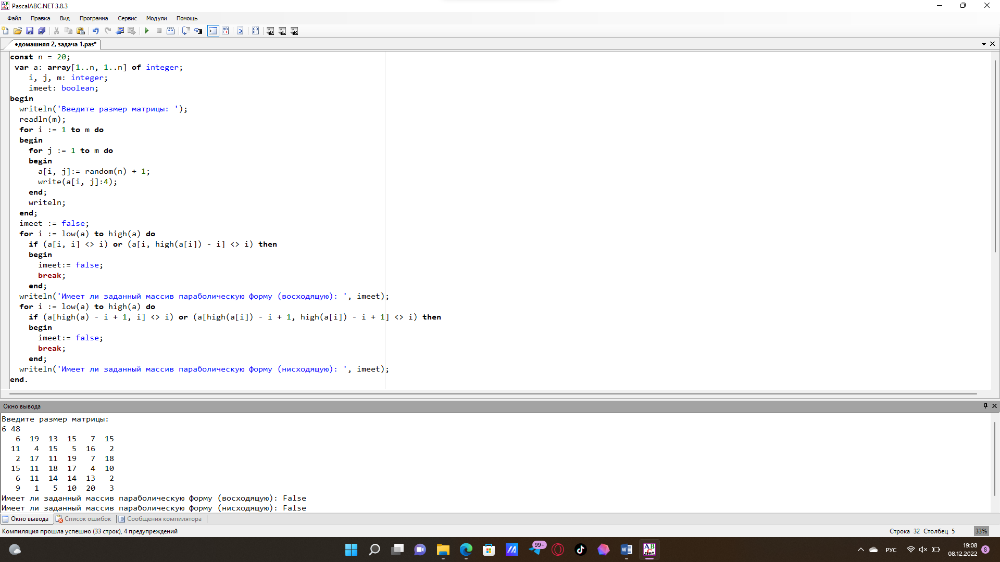 PascalABC.NET 3.8.3
Файл Правка Вид Программа Сервис Модули Помощь
•домашняя 2, задача 1.pas*
const n = 20;
var a: array[1..n, 1..n] of integer;
i, j, m: integer;
imeet: boolean;
begin
writeln('Введите размер матрицы: ');
readln(m);
for i := 1 to m do
begin
for j := 1 to m do
begin
a[i, j]:= random(n) + 1;
write(a[i, j]:4);
end;
writeln;
end;
imeet := false;
for i := low(a) to high(a) do
if (a[i, i] <> i) or (a[i, high(a[i]) - i] <> i) then
begin
imeet:= false;
break;
end;
writeln('Имеет ли заданный массив параболическую форму (восходящую): ', imeet);
for i := low(a) to high(a) do
if (a[high(a) - i + 1, i] <> i) or (a[high(a[i]) - i + 1, high(a[i]) - i + 1] <> i) then
begin
imeet:= false;
break;
end;
writeln('Имеет ли заданный массив параболическую форму (нисходящую): ', imeet);
end.
Окно вывода
Введите размер матрицы:
6 48
6 19 13 15 7 15
11 4 15 5 16 2
2 17 11 19 7 18
15 11 18 17 4 10
6 11 14 14 13 2
9 1 5 10 20 3
Имеет ли заданный массив параболическую форму (восходящую): False
Имеет ли заданный массив параболическую форму (нисходящую): False
Окно вывода Список ошибок Сообщения компилятора
Компиляция прошла успешно (33 строк), 4 предупреждений Строка 32 Столбец 5 33%
99+
РУС
19:08
08.12.2022
8